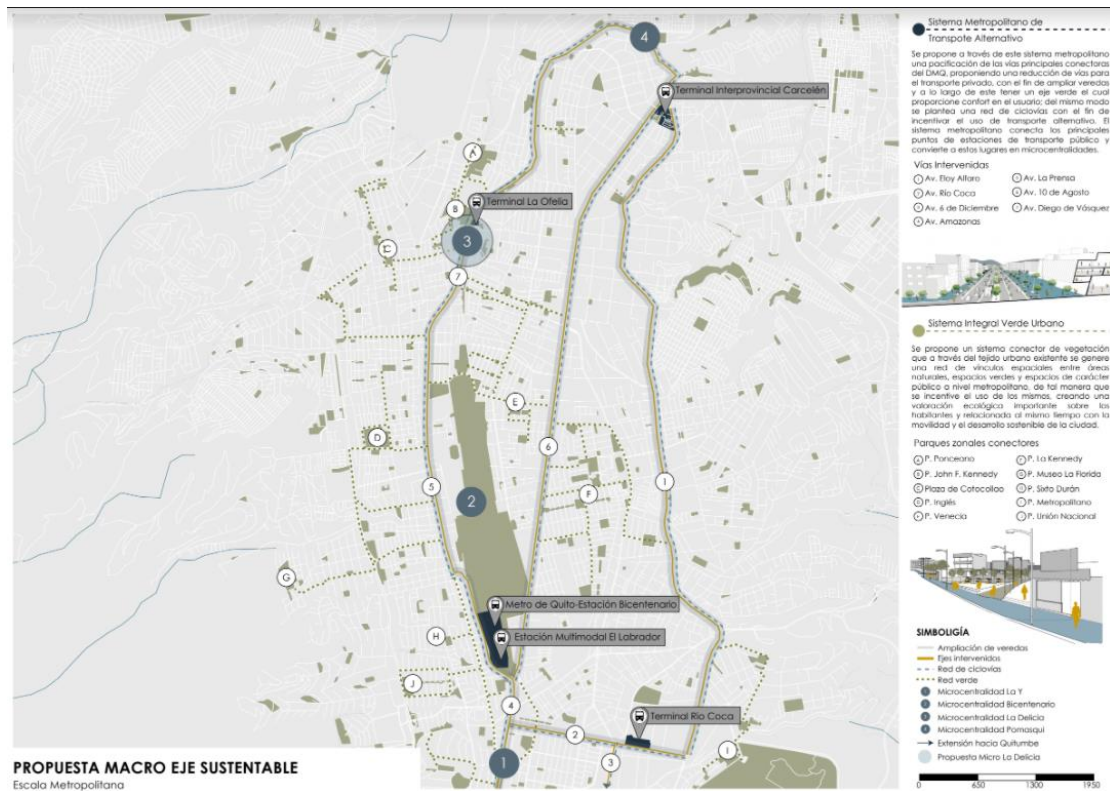 4
Terminal Interprovincial Carcelén
A
B
Terminal La Ofelia
C
3
7
E
D
6
5
F
1
2
G
Metro de Quito-Estación Bicentenario
H
Estación Multimodal El Labrador
J
4
Terminal Río Coca
2
1
3
I
PROPUESTA MACRO EJE SUSTENTABLE
Escala Metropolitana
Sistema Metropolitano de
Transpote Alternativo
Se propone a través de este sistema metropolitano
una pacificación de las vías principales conectoras
del DMQ, proponiendo una reducción de vías para
el transporte privado, con el fin de ampliar veredas
y a lo largo de este tener un eje verde el cual
proporcione confort en el usuario; del mismo modo
se plantea una red de ciclovías con el fin de
incentivar el uso de transporte alternativo. El
sistema metropolitano conecta los principales
puntos de estaciones de transporte público y
convierte a estos lugares en microcentralidades.
Vías Intervenidas
Av. Eloy Alfaro
Av. La Prensa
Av. Río Coca
Av. 10 de Agosto
Av. 6 de Diciembre
Av. Diego de Vásquez
Av. Amazonas
Sistema Integral Verde Urbano
Se propone un sistema conector de vegetación
que a través del tejido urbano existente se genere
una red de vínculos espaciales entre áreas
naturales, espacios verdes y espacios de carácter
público a nivel metropolitano, de tal manera que
se incentive el uso de los mismos, creando una
valoración ecológica importante sobre los
habitantes y relacionada al mismo tiempo con la
movilidad y el desarrollo sostenible de la ciudad.
Parques zonales conectores
P. Ponceano
P. La Kennedy
P. John F. Kennedy
P. Museo La Florida
Plaza de Cotocollao
P. Sixto Durán
P. Inglés
P. Metropolitano
P. Venecia
P. Unión Nacional
SIMBOLIGÍA
Ampliación de veredas
Ejes intervenidos
Red de ciclovías
Red verde
Microcentralidad La Y
Microcentralidad Bicentenario
Microcentralidad La Delicia
Microcentralidad Pomasqui
Extensión hacia Quitumbe
Propuesta Micro La Delicia
0 650 1300 1950